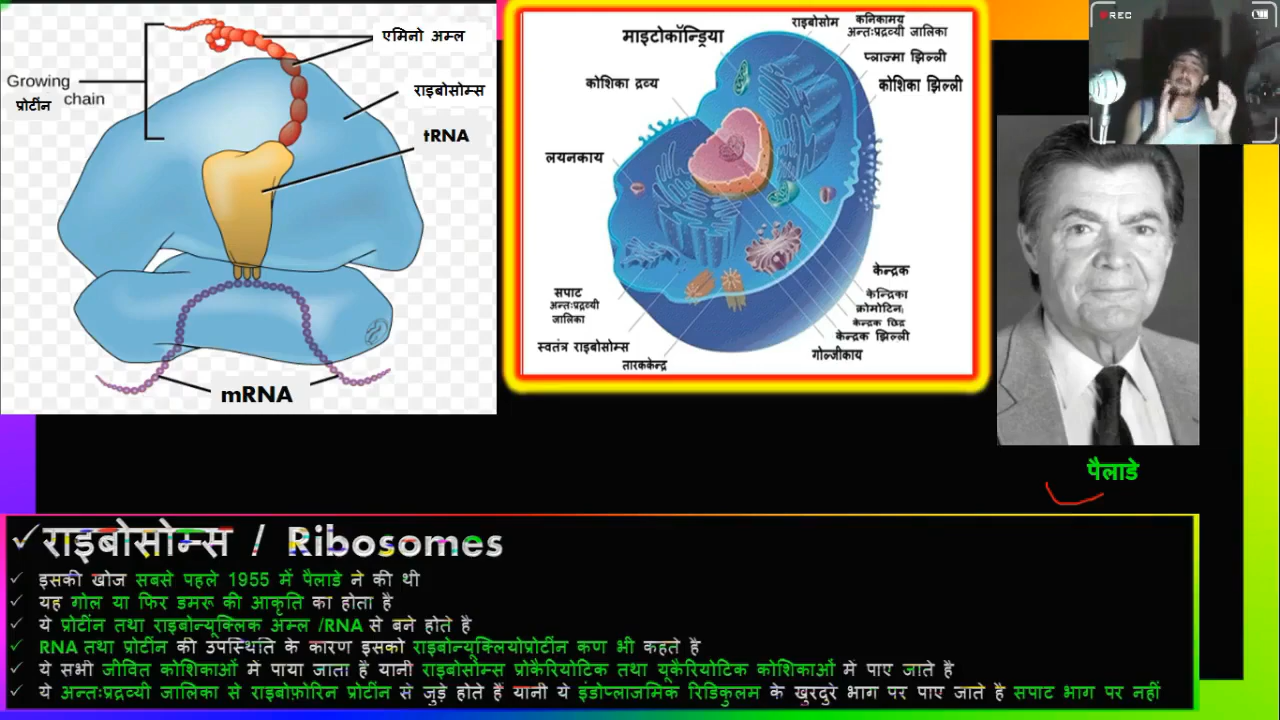 एमिनो अम्ल
Growing
प्रोटींन chain
राइबोसोम्स
tRNA
mRNA
माइटोकॉन्ड्रिया
राइबोसोम
कनिकामय
अन्तःप्रद्रव्यी जालिका
प्लाज्मा झिल्ली
कोशिका द्रव्य
कोशिका झिल्ली
लयनकाय
केन्द्रक
केन्द्रिका
क्रोमोटिन
केन्द्रक छिद्र
केन्द्रक झिल्ली
गोल्जीकाय
सपाट
अन्तःप्रद्रव्यी
जालिका
स्वतंत्र राइबोसोम्स
तारककेन्द्र
REC
पैलाडे
✓राइबोसोम्स / Ribosomes
✓ इसकी खोज सबसे पहले 1955 में पैलाडे ने की थी
✓ यह गोल या फिर डमरू की आकृति का होता है
✓ ये प्रोटींन तथा राइबोन्यूक्लिक अम्ल /RNA से बने होते है
✓ RNA तथा प्रोटींन की उपस्थिति के कारण इसको राइबोन्यूक्लियोप्रोटींन कण भी कहते है
✓ ये सभी जीवित कोशिकाओं में पाया जाता है यानी राइबोसोम्स प्रोकैरियोटिक तथा यूकैरियोटिक कोशिकाओं में पाए जाते है
✓ ये अन्तःप्रद्रव्यी जालिका से राइबोफ़ोरिन प्रोटींन से जुड़े होते हैं यानी ये इंडोप्लाजमिक रिडिकुलम के खुरदुरे भाग पर पाए जाते है सपाट भाग पर नहीं